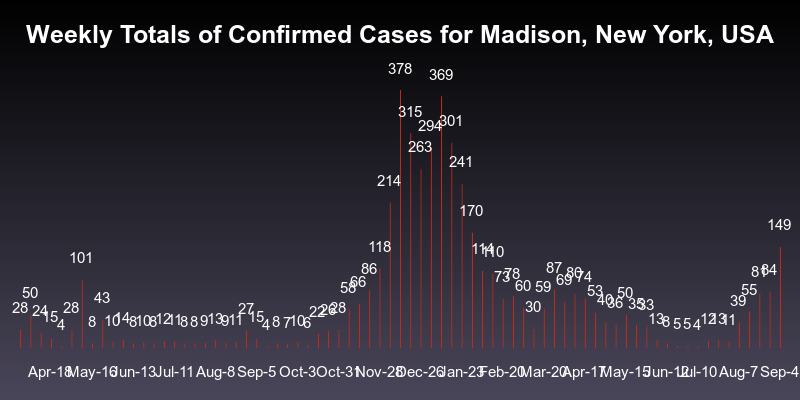 Weekly Totals of Confirmed Cases for Madison, New York, USA
28 50 24 15 4 28 101 8 43 10 14 8 10 8 12 11 8 8 9 13 9 11 27 15 4 8 7 10 6 22 26 28 58 66 86 118 214 378 315 263 294 369 301 241 170 114 110 73 78 60 30 59 87 69 80 74 53 40 36 50 35 33 13 8 5 5 4 12 13 11 39 55 81 84 149
Apr-18 May-16 Jun-13 Jul-11 Aug-8 Sep-5 Oct-3 Oct-31 Nov-28 Dec-26 Jan-23 Feb-20 Mar-20 Apr-17 May-15 Jun-12 Jul-10 Aug-7 Sep-4